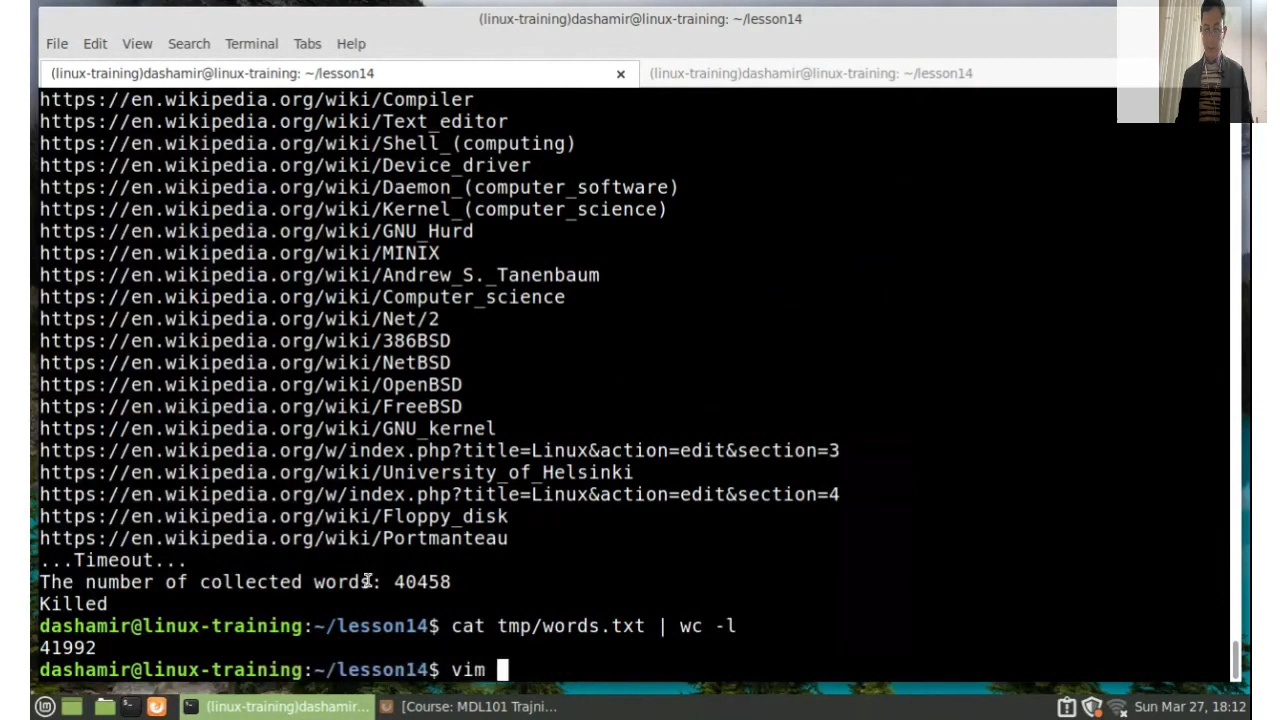 (linux-training)dashamir@linux-training: ~/lesson14
File Edit View Search Terminal Tabs Help
(linux-training)dashamir@linux-training: ~/lesson14 × (linux-training)dashamir@linux-training: ~/lesson14
https://en.wikipedia.org/wiki/Compiler
https://en.wikipedia.org/wiki/Text_editor
https://en.wikipedia.org/wiki/Shell_(computing)
https://en.wikipedia.org/wiki/Device_driver
https://en.wikipedia.org/wiki/Daemon_(computer_software)
https://en.wikipedia.org/wiki/Kernel_(computer_science)
https://en.wikipedia.org/wiki/GNU_Hurd
https://en.wikipedia.org/wiki/MINIX
https://en.wikipedia.org/wiki/Andrew_S._Tanenbaum
https://en.wikipedia.org/wiki/Computer_science
https://en.wikipedia.org/wiki/Net/2
https://en.wikipedia.org/wiki/386BSD
https://en.wikipedia.org/wiki/NetBSD
https://en.wikipedia.org/wiki/OpenBSD
https://en.wikipedia.org/wiki/FreeBSD
https://en.wikipedia.org/wiki/GNU_kernel
https://en.wikipedia.org/w/index.php?title=Linux&action=edit&section=3
https://en.wikipedia.org/wiki/University_of_Helsinki
https://en.wikipedia.org/w/index.php?title=Linux&action=edit&section=4
https://en.wikipedia.org/wiki/Floppy_disk
https://en.wikipedia.org/wiki/Portmanteau
...Timeout...
The number of collected words: 40458
Killed
dashamir@linux-training:~/lesson14$ cat tmp/words.txt | wc -l
41992
dashamir@linux-training:~/lesson14$ vim
(linux-training)dashamir... [Course: MDL101 Trajni... Sun Mar 27, 18:12